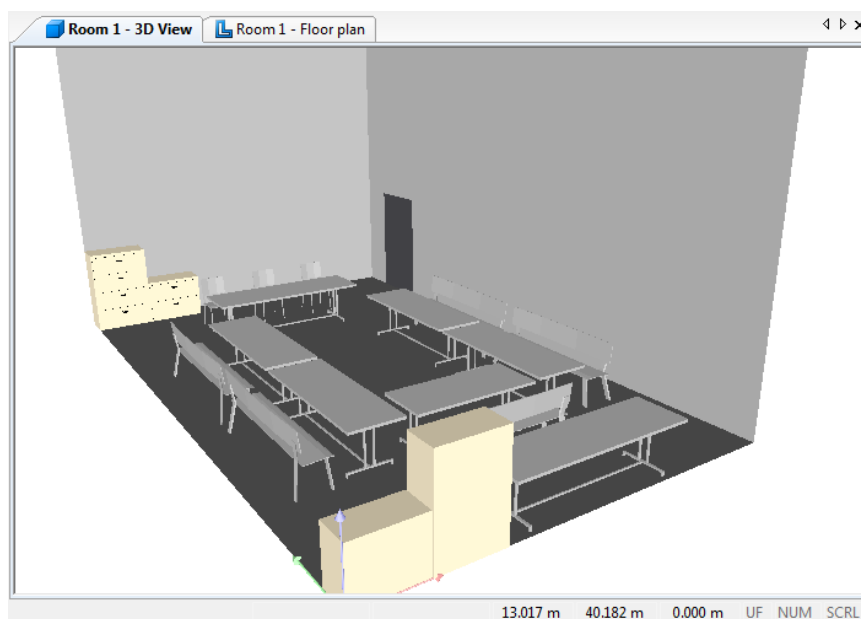 Room 1 - 3D View
Room 1 - Floor plan
13.017 m 40.182 m 0.000 m UF NUM SCRL